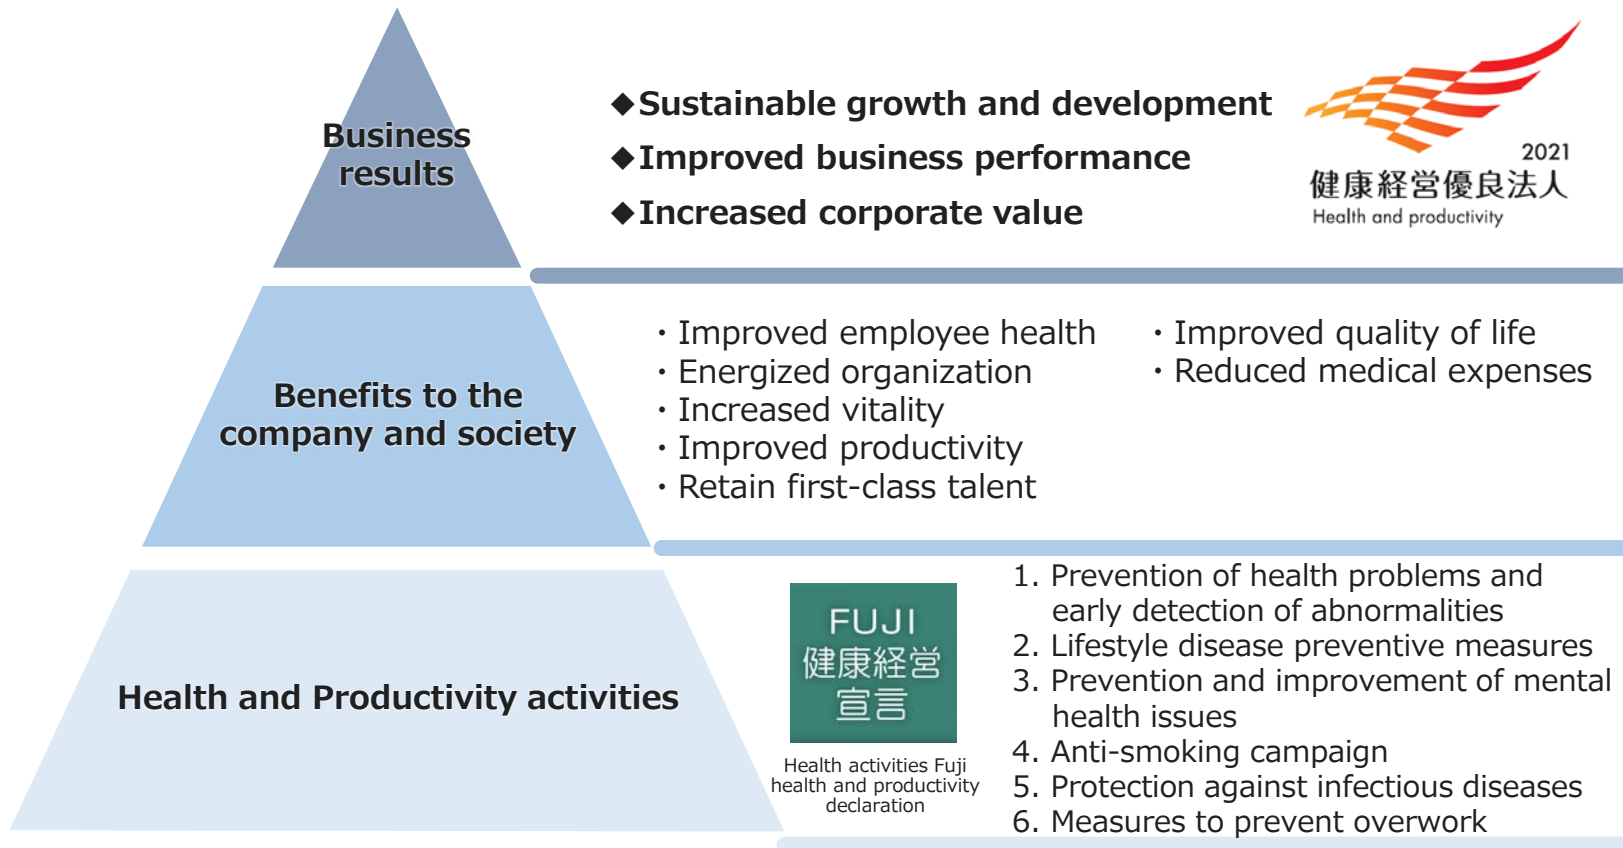 Business
results
◆Sustainable growth and development
◆Improved business performance
◆Increased corporate value
2021
健康経営優良法人
Health and productivity
Benefits to the
company and society
・Improved employee health
・Energized organization
・Increased vitality
・Improved productivity
・Retain first-class talent
・Improved quality of life
・Reduced medical expenses
Health and Productivity activities
FUJI
健康経営
宣言
Health activities Fuji
health and productivity
declaration
1. Prevention of health problems and
early detection of abnormalities
2. Lifestyle disease preventive measures
3. Prevention and improvement of mental
health issues
4. Anti-smoking campaign
5. Protection against infectious diseases
6. Measures to prevent overwork